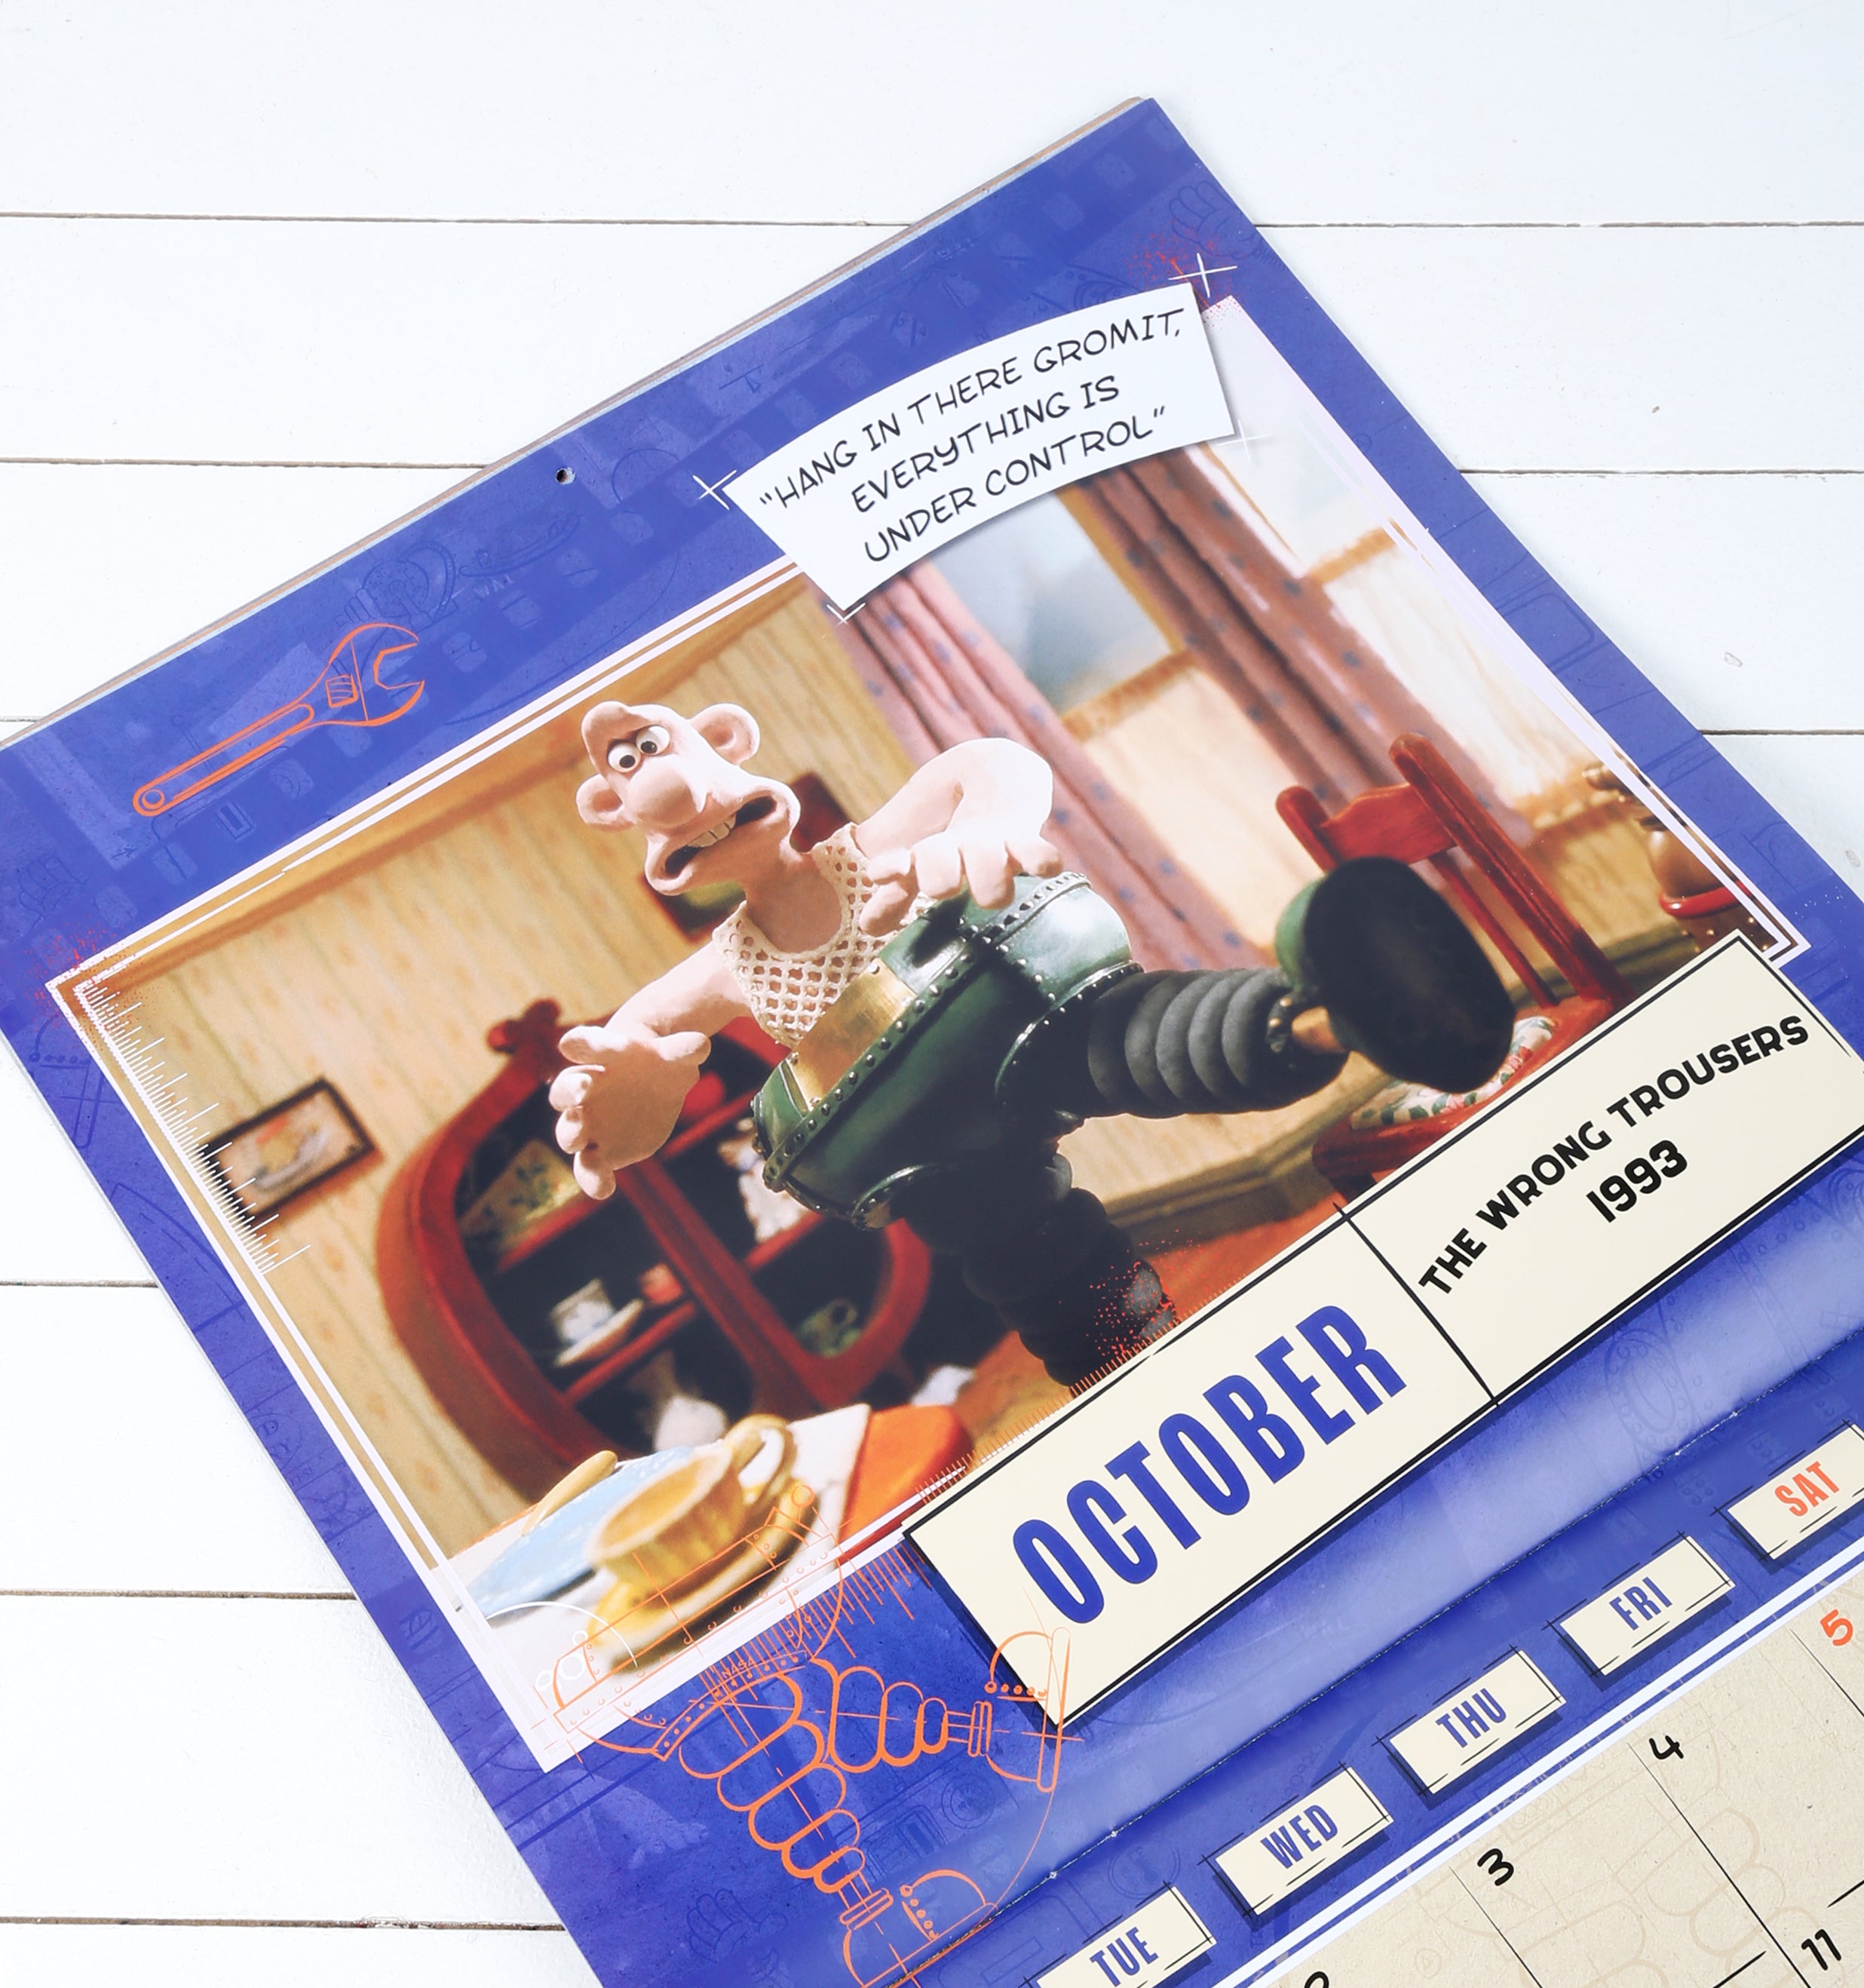 "HANG IN THERE GROMIT,
EVERYTHING IS
UNDER CONTROL"
THE WRONG TROUSERS
1993
OCTOBER
TUE
WED
THU
FRI
SAT
3
4
5
11